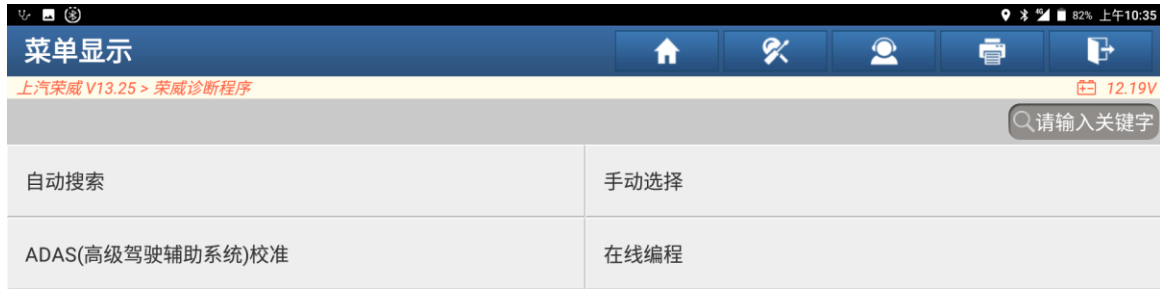 4G 82% 上午10:35
菜单显示
上汽荣威 V13.25 > 荣威诊断程序 12.19V
请输入关键字
自动搜索 手动选择
ADAS(高级驾驶辅助系统)校准 在线编程